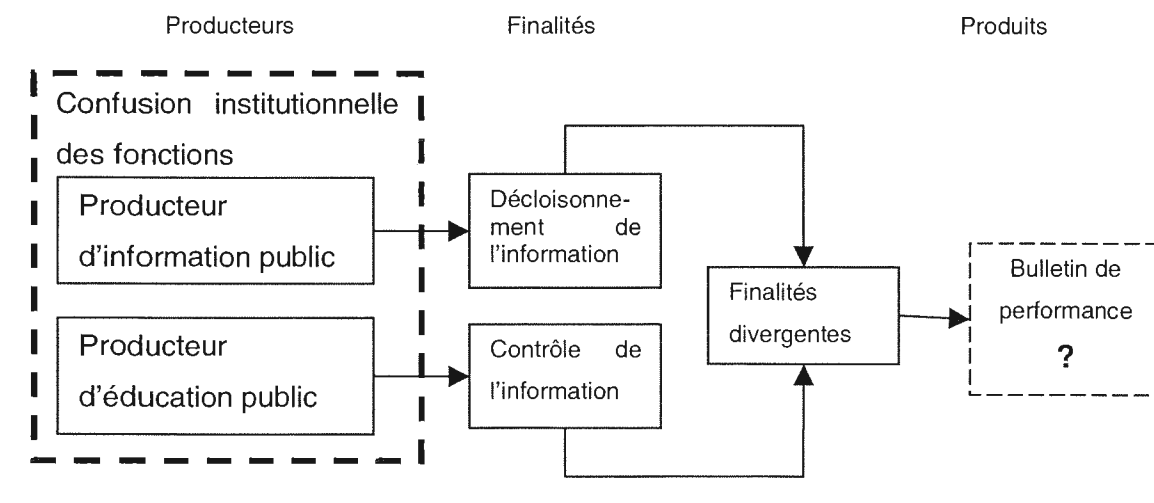 Producteurs
Finalités
Produits
Confusion institutionnelle
des fonctions
Producteur
d'information public
Producteur
d'éducation public
Décloisonne-
ment de
l'information
Contrôle de
l'information
Finalités
divergentes
Bulletin de
performance
?